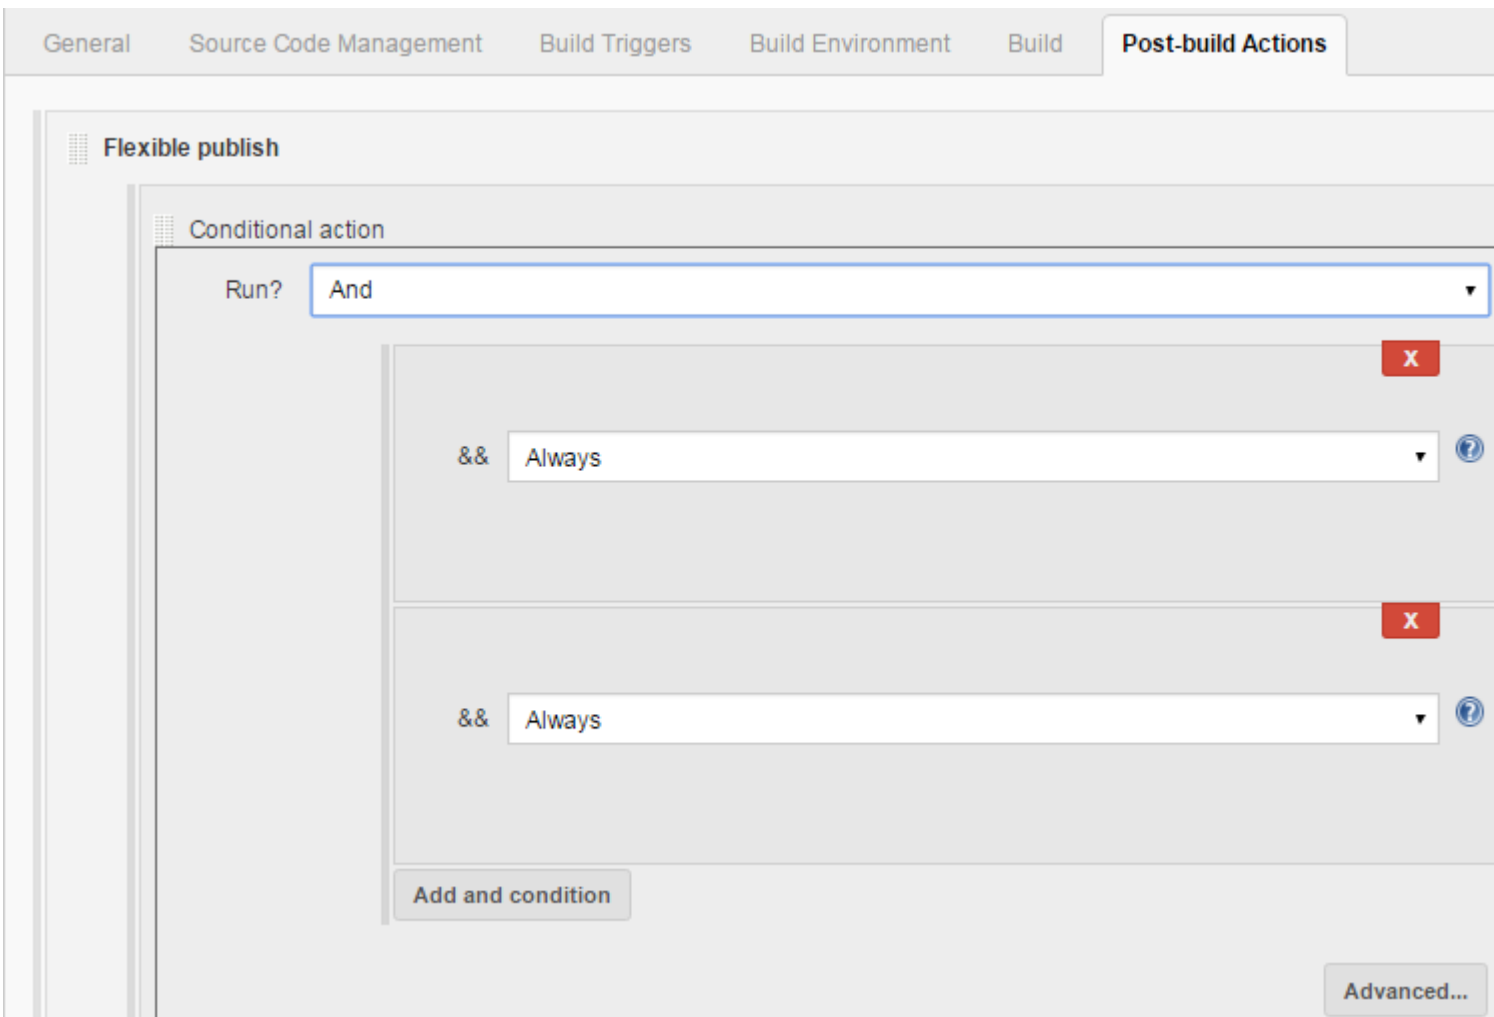 General Source Code Management Build Triggers Build Environment Build Post-build Actions
Flexible publish
Conditional action
Run? And
X
&& Always ?
X
&& Always ?
Add and condition
Advanced...